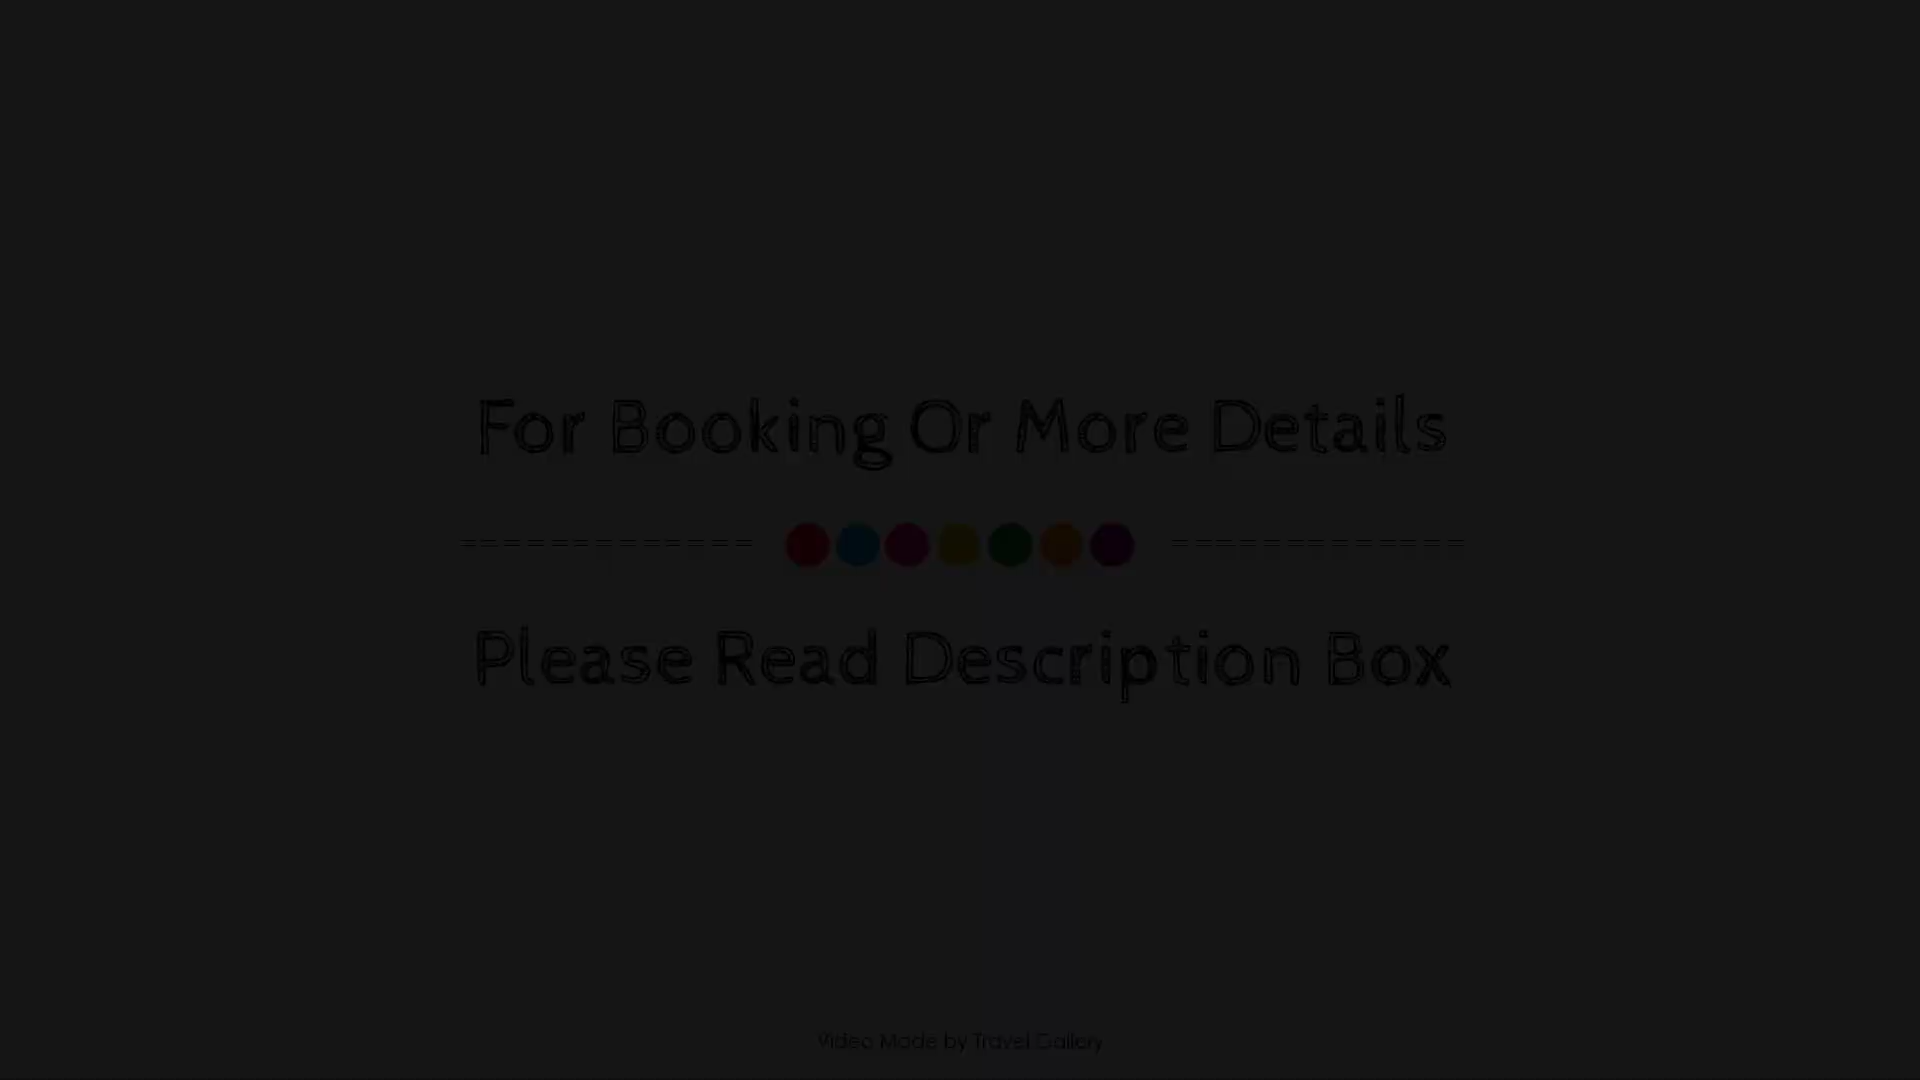 For Booking Or More Details
============= =============
Please Read Description Box
Video Made by Travel Gallery